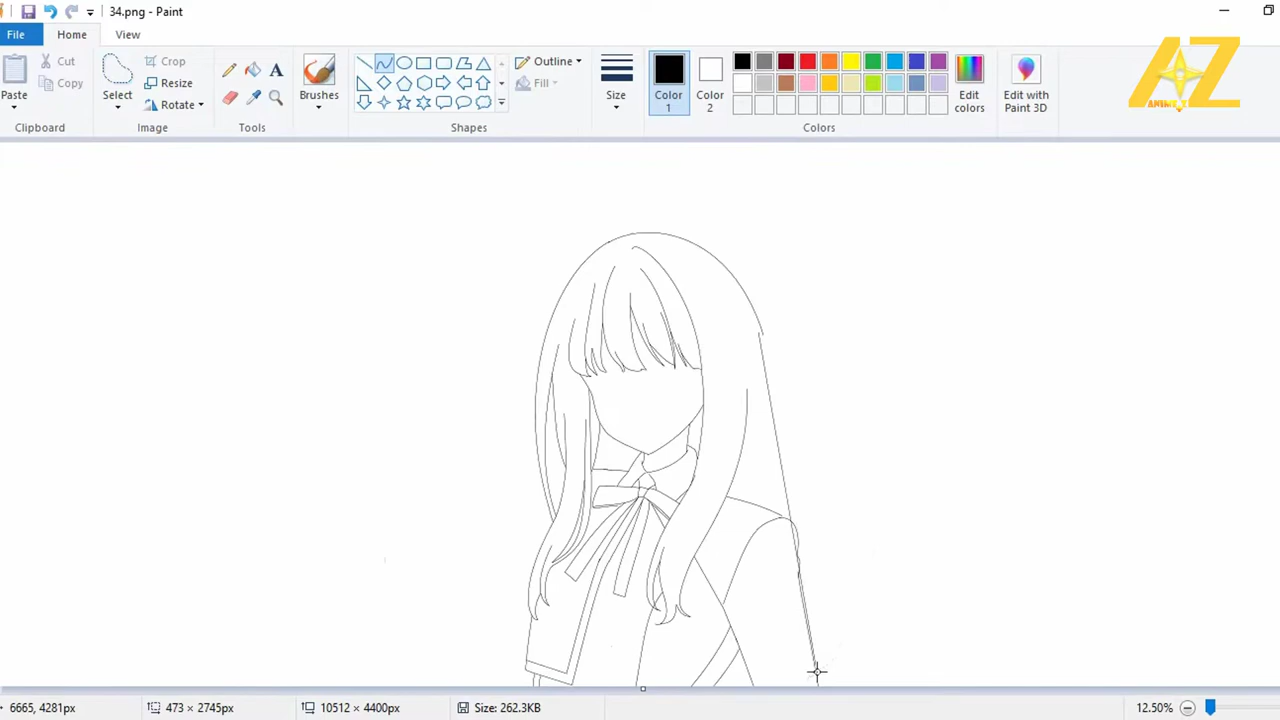 34.png - Paint
File
Home
View
Paste
Cut
Copy
Clipboard
Select
Crop
Resize
Rotate
Image
A
Tools
Brushes
Outline
Fill
Shapes
Size
Color 1
Color 2
Edit colors
Colors
Edit with Paint 3D
AZ
6665, 4281px
473 × 2745px
10512 × 4400px
Size: 262.3KB
12.50%